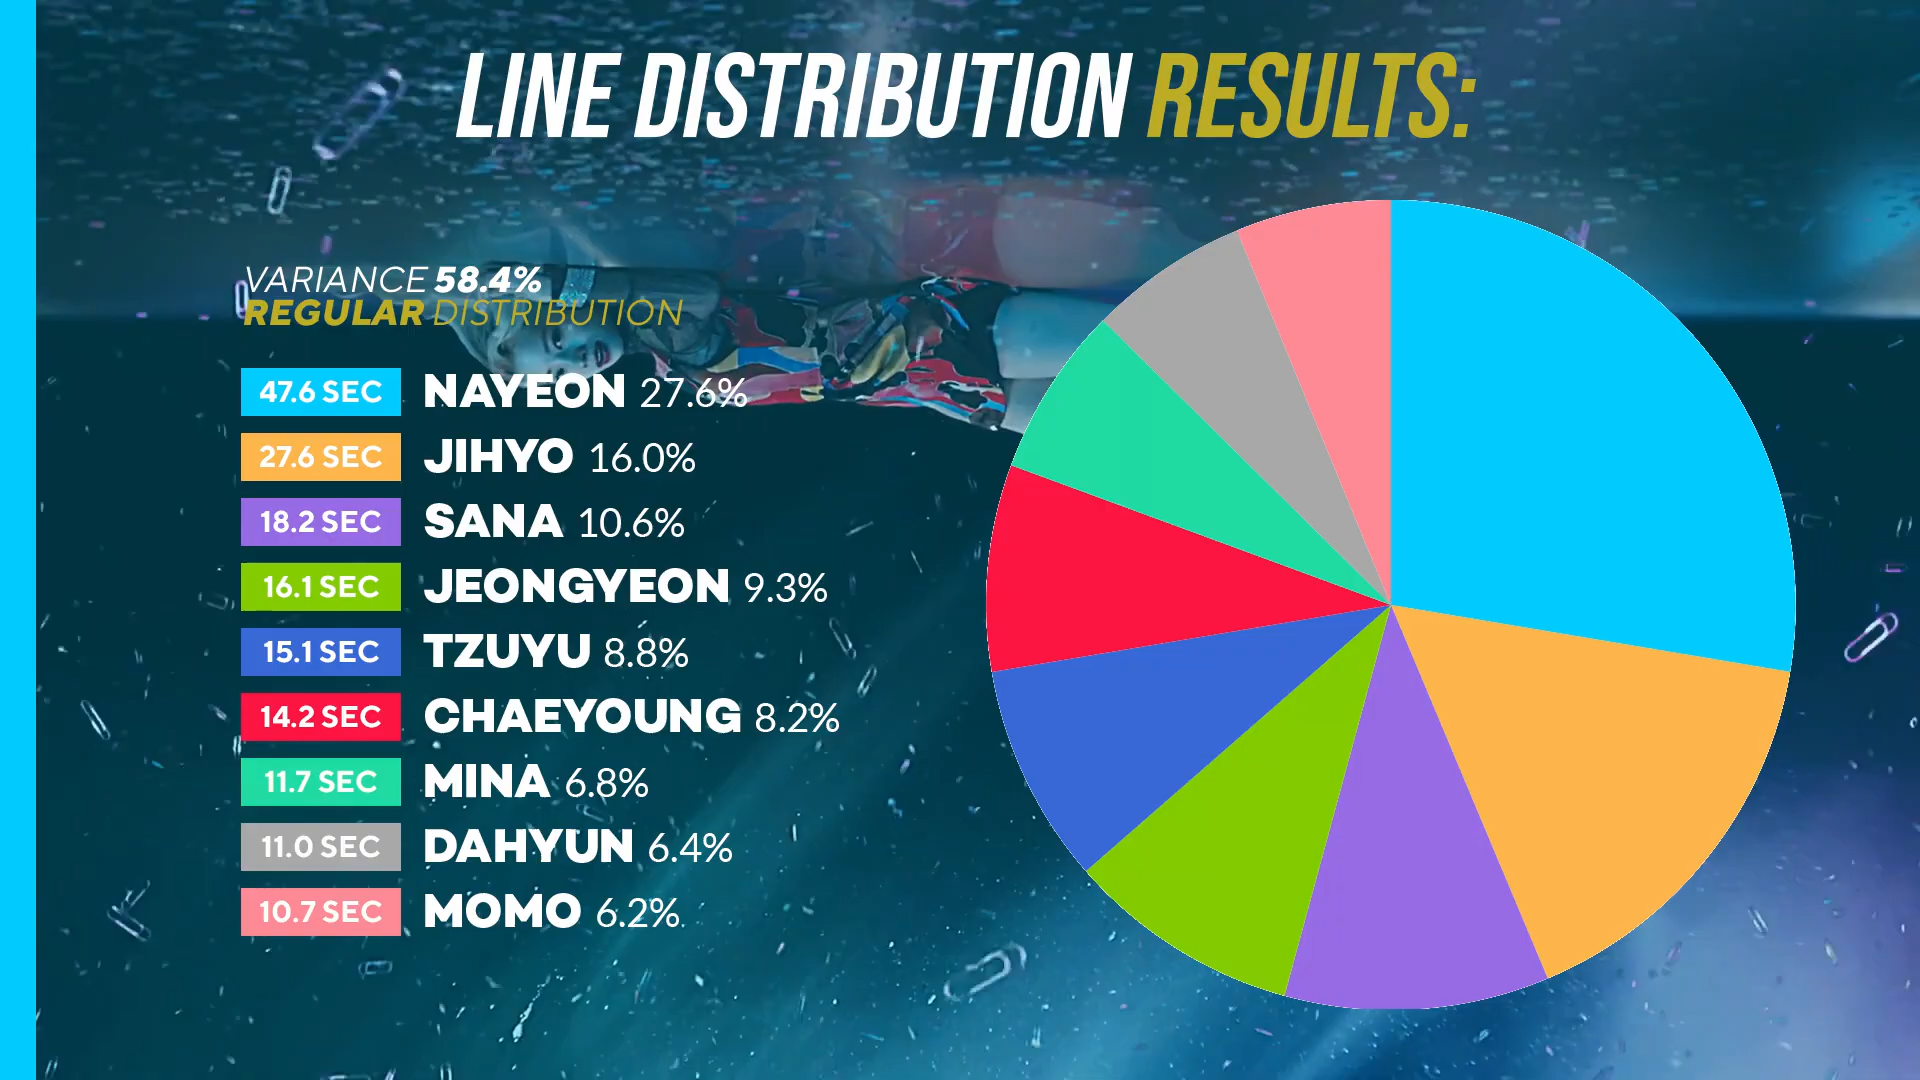 LINE DISTRIBUTION RESULTS:
VARIANCE 58.4%
REGULAR DISTRIBUTION
47.6 SEC NAYEON 27.6%
27.6 SEC JIHYO 16.0%
18.2 SEC SANA 10.6%
16.1 SEC JEONGYEON 9.3%
15.1 SEC TZUYU 8.8%
14.2 SEC CHAEYOUNG 8.2%
11.7 SEC MINA 6.8%
11.0 SEC DAHYUN 6.4%
10.7 SEC MOMO 6.2%